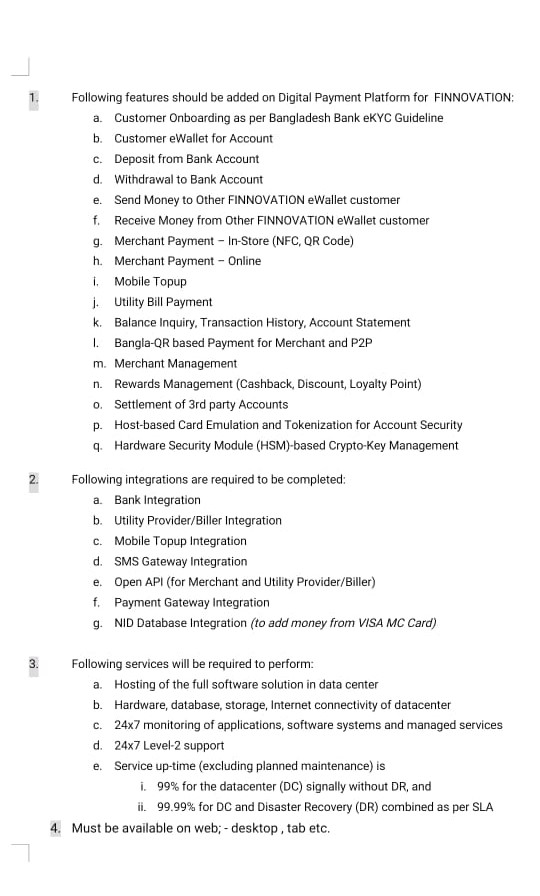 1. Following features should be added on Digital Payment Platform for FINNOVATION:
a. Customer Onboarding as per Bangladesh Bank eKYC Guideline
b. Customer eWallet for Account
c. Deposit from Bank Account
d. Withdrawal to Bank Account
e. Send Money to Other FINNOVATION eWallet customer
f. Receive Money from Other FINNOVATION eWallet customer
g. Merchant Payment – In-Store (NFC, QR Code)
h. Merchant Payment – Online
i. Mobile Topup
j. Utility Bill Payment
k. Balance Inquiry, Transaction History, Account Statement
l. Bangla-QR based Payment for Merchant and P2P
m. Merchant Management
n. Rewards Management (Cashback, Discount, Loyalty Point)
o. Settlement of 3rd party Accounts
p. Host-based Card Emulation and Tokenization for Account Security
q. Hardware Security Module (HSM)-based Crypto-Key Management
2. Following integrations are required to be completed:
a. Bank Integration
b. Utility Provider/Biller Integration
c. Mobile Topup Integration
d. SMS Gateway Integration
e. Open API (for Merchant and Utility Provider/Biller)
f. Payment Gateway Integration
g. NID Database Integration (to add money from VISA MC Card)
3. Following services will be required to perform:
a. Hosting of the full software solution in data center
b. Hardware, database, storage, Internet connectivity of datacenter
c. 24x7 monitoring of applications, software systems and managed services
d. 24x7 Level-2 support
e. Service up-time (excluding planned maintenance) is
i. 99% for the datacenter (DC) signally without DR, and
ii. 99.99% for DC and Disaster Recovery (DR) combined as per SLA
4. Must be available on web; - desktop , tab etc.